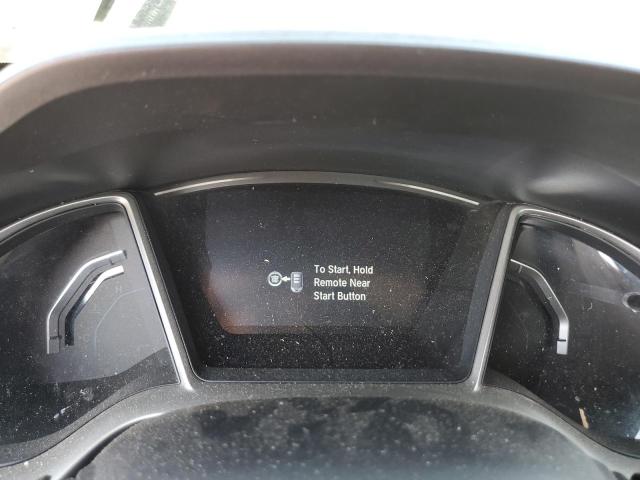 To Start, Hold
Remote Near
Start Button